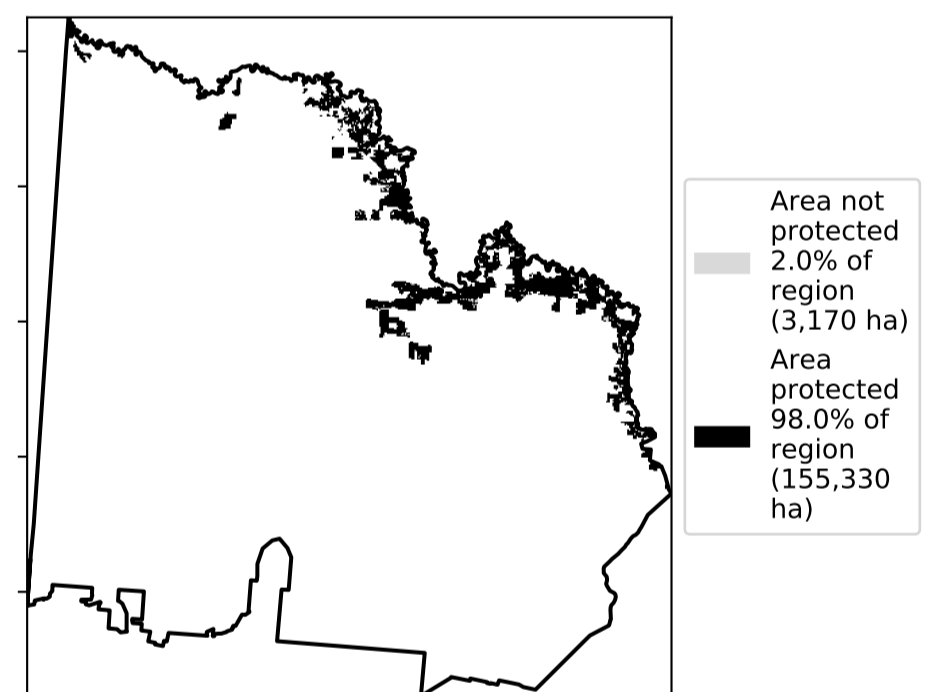 Area not
protected
2.0% of
region
(3,170 ha)
Area
protected
98.0% of
region
(155,330
ha)